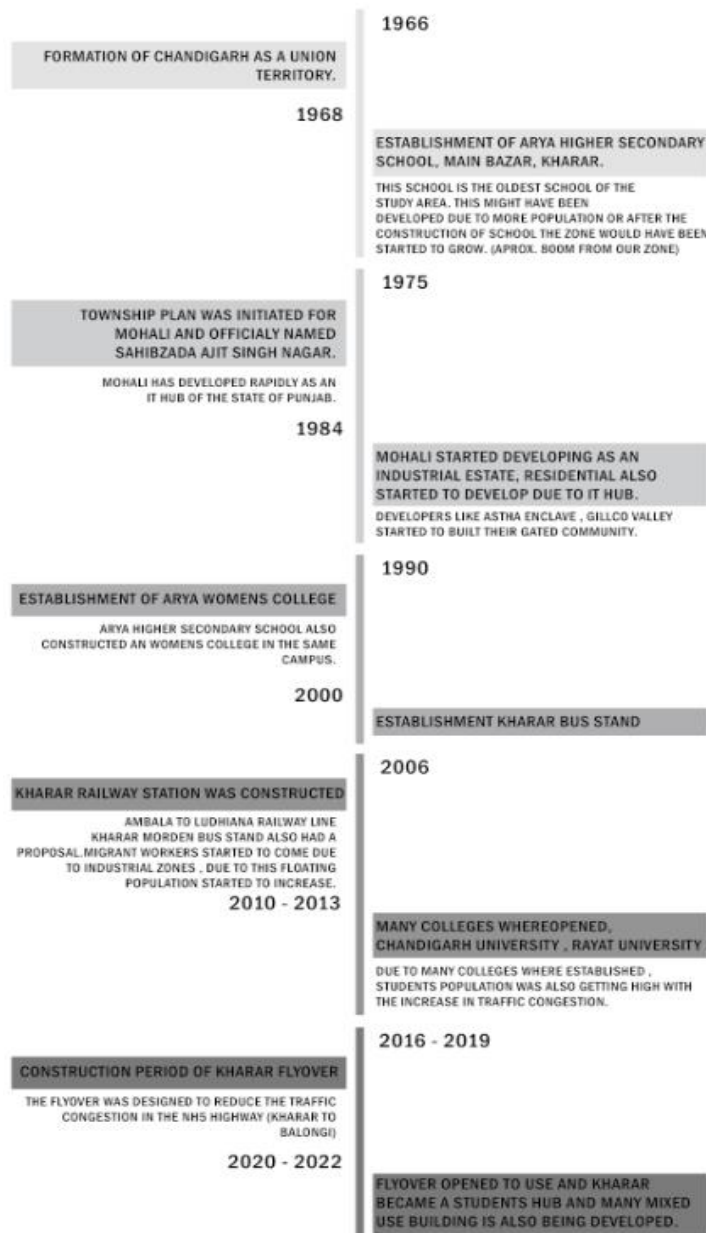 1966
FORMATION OF CHANDIGARH AS A UNION
TERRITORY.
1968
ESTABLISHMENT OF ARYA HIGHER SECONDARY
SCHOOL, MAIN BAZAR, KHARAR.
THIS SCHOOL IS THE OLDEST SCHOOL OF THE
STUDY AREA. THIS MIGHT HAVE BEEN
DEVELOPED DUE TO MORE POPULATION OR AFTER THE
CONSTRUCTION OF SCHOOL THE ZONE WOULD HAVE BEEN
STARTED TO GROW. (APROX. 800M FROM OUR ZONE)
1975
TOWNSHIP PLAN WAS INITIATED FOR
MOHALI AND OFFICIALY NAMED
SAHIBZADA AJIT SINGH NAGAR.
MOHALI HAS DEVELOPED RAPIDLY AS AN
IT HUB OF THE STATE OF PUNJAB.
1984
MOHALI STARTED DEVELOPING AS AN
INDUSTRIAL ESTATE, RESIDENTIAL ALSO
STARTED TO DEVELOP DUE TO IT HUB.
DEVELOPERS LIKE ASTHA ENCLAVE , GILLCO VALLEY
STARTED TO BUILT THEIR GATED COMMUNITY.
1990
ESTABLISHMENT OF ARYA WOMENS COLLEGE
ARYA HIGHER SECONDARY SCHOOL ALSO
CONSTRUCTED AN WOMENS COLLEGE IN THE SAME
CAMPUS.
2000
ESTABLISHMENT KHARAR BUS STAND
2006
KHARAR RAILWAY STATION WAS CONSTRUCTED
AMBALA TO LUDHIANA RAILWAY LINE
KHARAR MORDEN BUS STAND ALSO HAD A
PROPOSAL.MIGRANT WORKERS STARTED TO COME DUE
TO INDUSTRIAL ZONES , DUE TO THIS FLOATING
POPULATION STARTED TO INCREASE.
2010 - 2013
MANY COLLEGES WHEREOPENED,
CHANDIGARH UNIVERSITY , RAYAT UNIVERSITY
DUE TO MANY COLLEGES WHERE ESTABLISHED ,
STUDENTS POPULATION WAS ALSO GETTING HIGH WITH
THE INCREASE IN TRAFFIC CONGESTION.
2016 - 2019
CONSTRUCTION PERIOD OF KHARAR FLYOVER
THE FLYOVER WAS DESIGNED TO REDUCE THE TRAFFIC
CONGESTION IN THE NH5 HIGHWAY (KHARAR TO
BALONGI)
2020 - 2022
FLYOVER OPENED TO USE AND KHARAR
BECAME A STUDENTS HUB AND MANY MIXED
USE BUILDING IS ALSO BEING DEVELOPED.